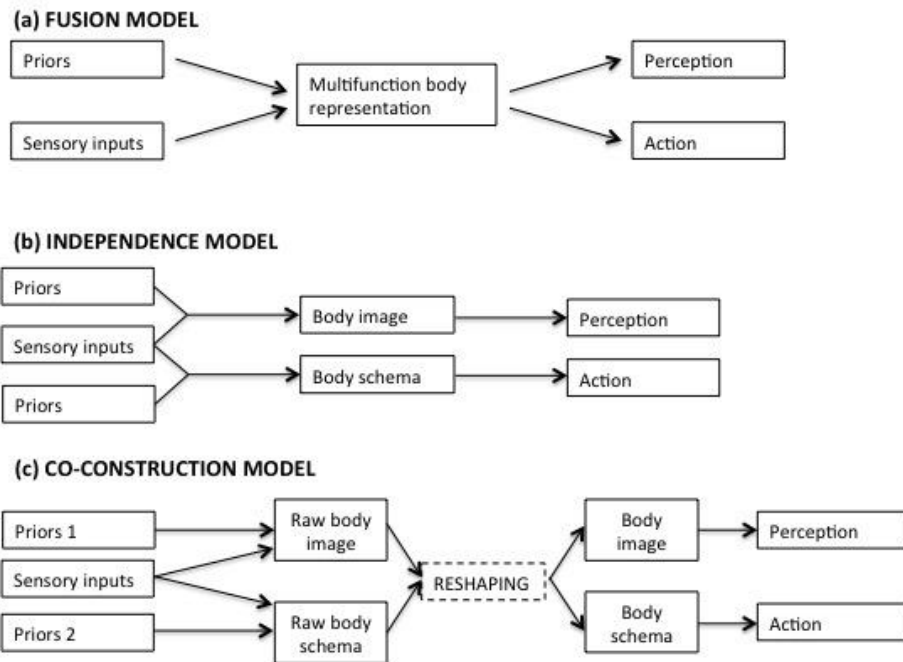 (a) FUSION MODEL
Priors
Multifunction body
representation
Perception
Sensory inputs
Action
(b) INDEPENDENCE MODEL
Priors
Body image
Perception
Sensory inputs
Body schema
Action
Priors
(c) CO-CONSTRUCTION MODEL
Priors 1
Raw body
image
Body
image
Perception
Sensory inputs
RESHAPING
Priors 2
Raw body
schema
Body
schema
Action